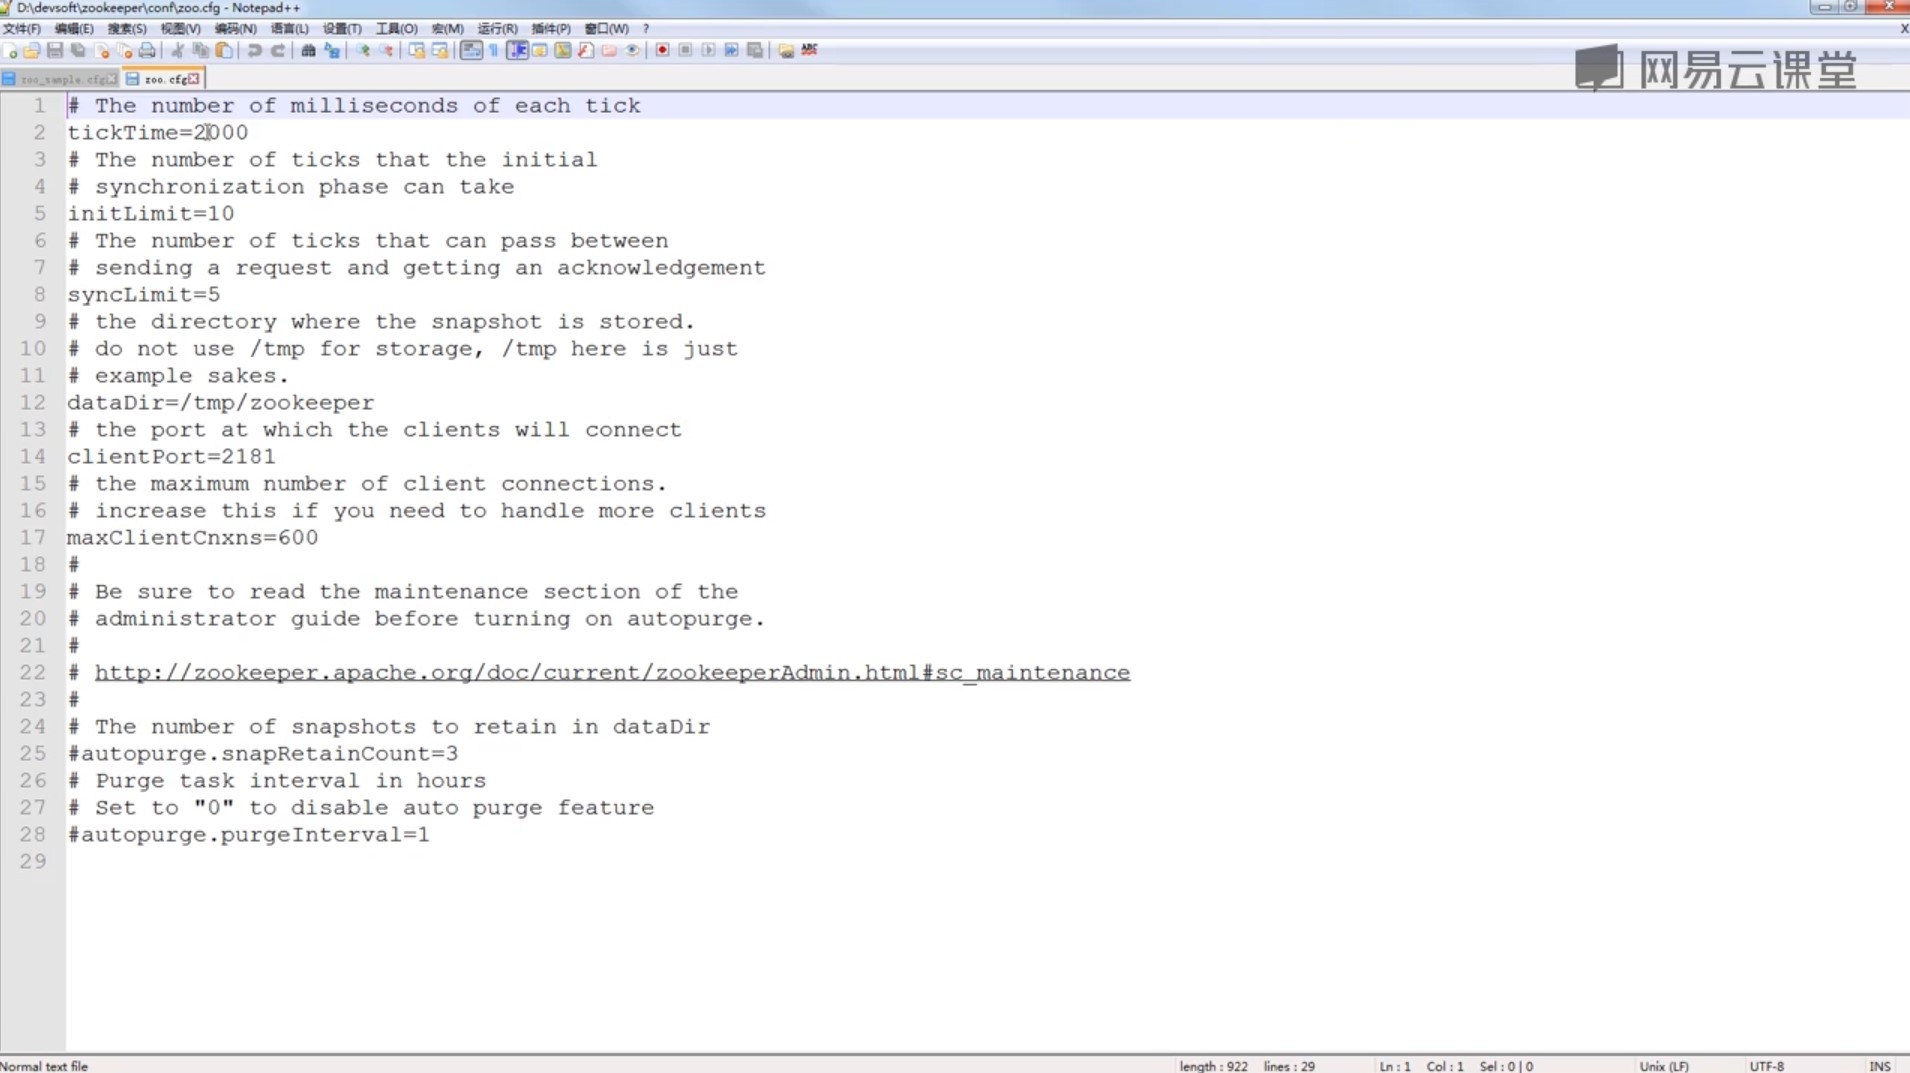 D:\devsoft\zookeeper\conf\zoo.cfg - Notepad++
文件(F) 编辑(E) 搜索(S) 视图(V) 编码(N) 语言(L) 设置(T) 工具(O) 宏(M) 运行(R) 插件(P) 窗口(W) ? X
网易云课堂
zoo_sample.cfg zoo.cfg
1 # The number of milliseconds of each tick
2 tickTime=2000
3 # The number of ticks that the initial
4 # synchronization phase can take
5 initLimit=10
6 # The number of ticks that can pass between
7 # sending a request and getting an acknowledgement
8 syncLimit=5
9 # the directory where the snapshot is stored.
10 # do not use /tmp for storage, /tmp here is just
11 # example sakes.
12 dataDir=/tmp/zookeeper
13 # the port at which the clients will connect
14 clientPort=2181
15 # the maximum number of client connections.
16 # increase this if you need to handle more clients
17 maxClientCnxns=600
18 #
19 # Be sure to read the maintenance section of the
20 # administrator guide before turning on autopurge.
21 #
22 # http://zookeeper.apache.org/doc/current/zookeeperAdmin.html#sc_maintenance
23 #
24 # The number of snapshots to retain in dataDir
25 #autopurge.snapRetainCount=3
26 # Purge task interval in hours
27 # Set to "0" to disable auto purge feature
28 #autopurge.purgeInterval=1
29
Normal text file length : 922 lines : 29 Ln : 1 Col : 1 Sel : 0 | 0 Unix (LF) UTF-8 INS